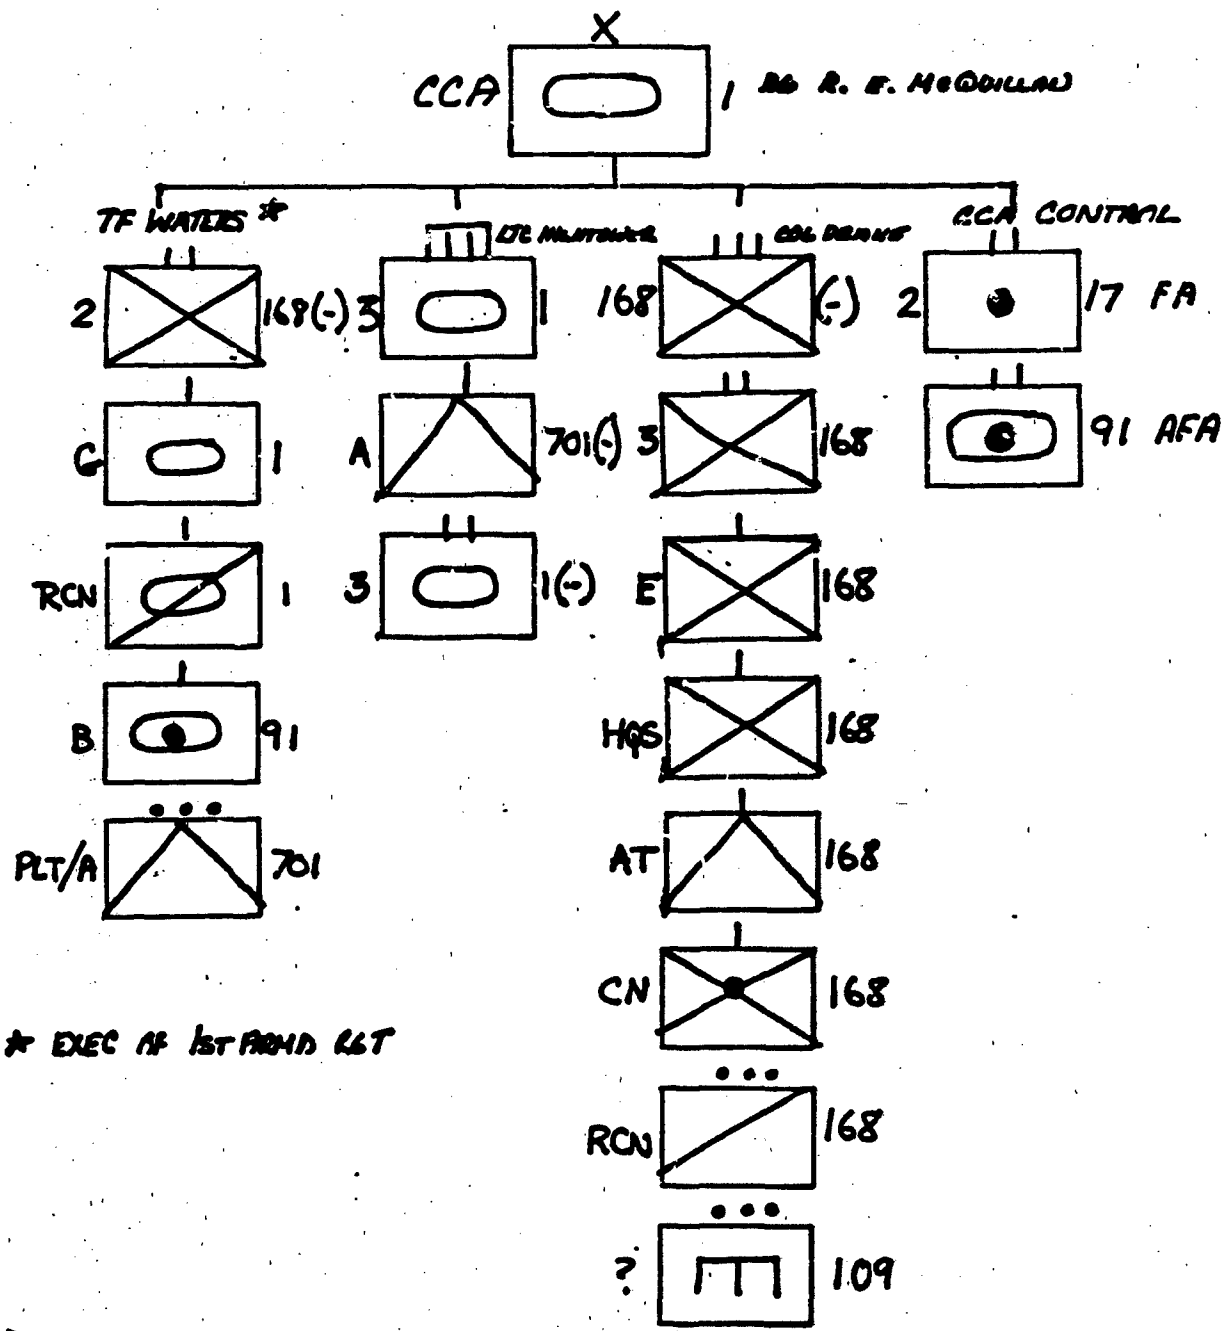 X
CCA 1 BG R. E. McQUILLAN
TF WATERS *
2 168(-)
G 1
RCN 1
B 91
PLT/A 701
LTC HIGHTOWER
3 1
A 701(-)
3 1(-)
COL DRAKE
168 (-)
3 168
E 168
HQS 168
AT 168
CN 168
RCN 168
? 109
CCA CONTROL
2 17 FA
91 AFA
* EXEC OF 1ST ARMD RGT